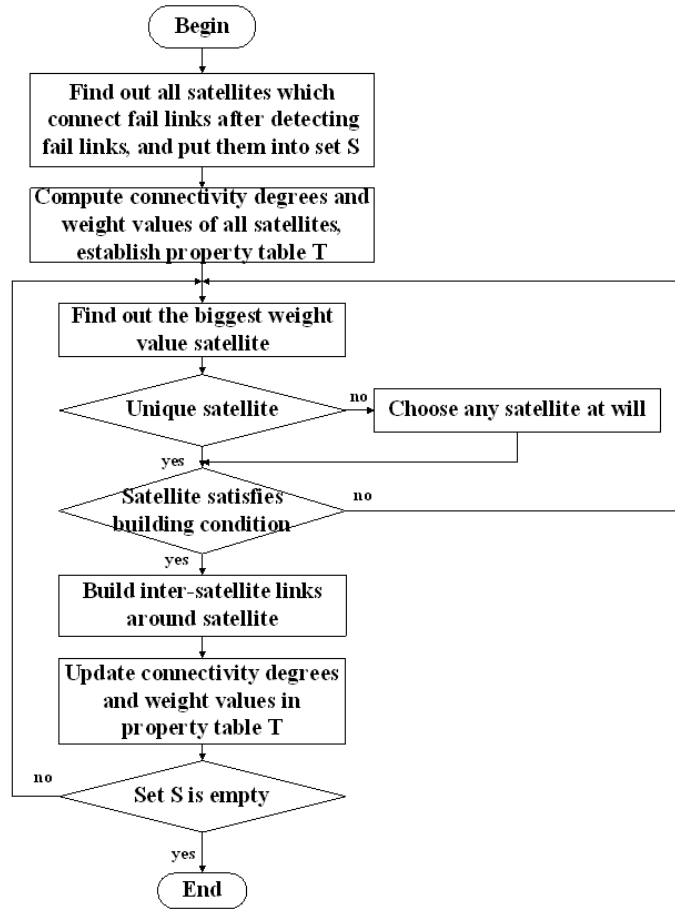 Begin
Find out all satellites which
connect fail links after detecting
fail links, and put them into set S
Compute connectivity degrees and
weight values of all satellites,
establish property table T
Find out the biggest weight
value satellite
Unique satellite
no
Choose any satellite at will
yes
Satellite satisfies
building condition
no
yes
Build inter-satellite links
around satellite
Update connectivity degrees
and weight values in
property table T
no
Set S is empty
yes
End